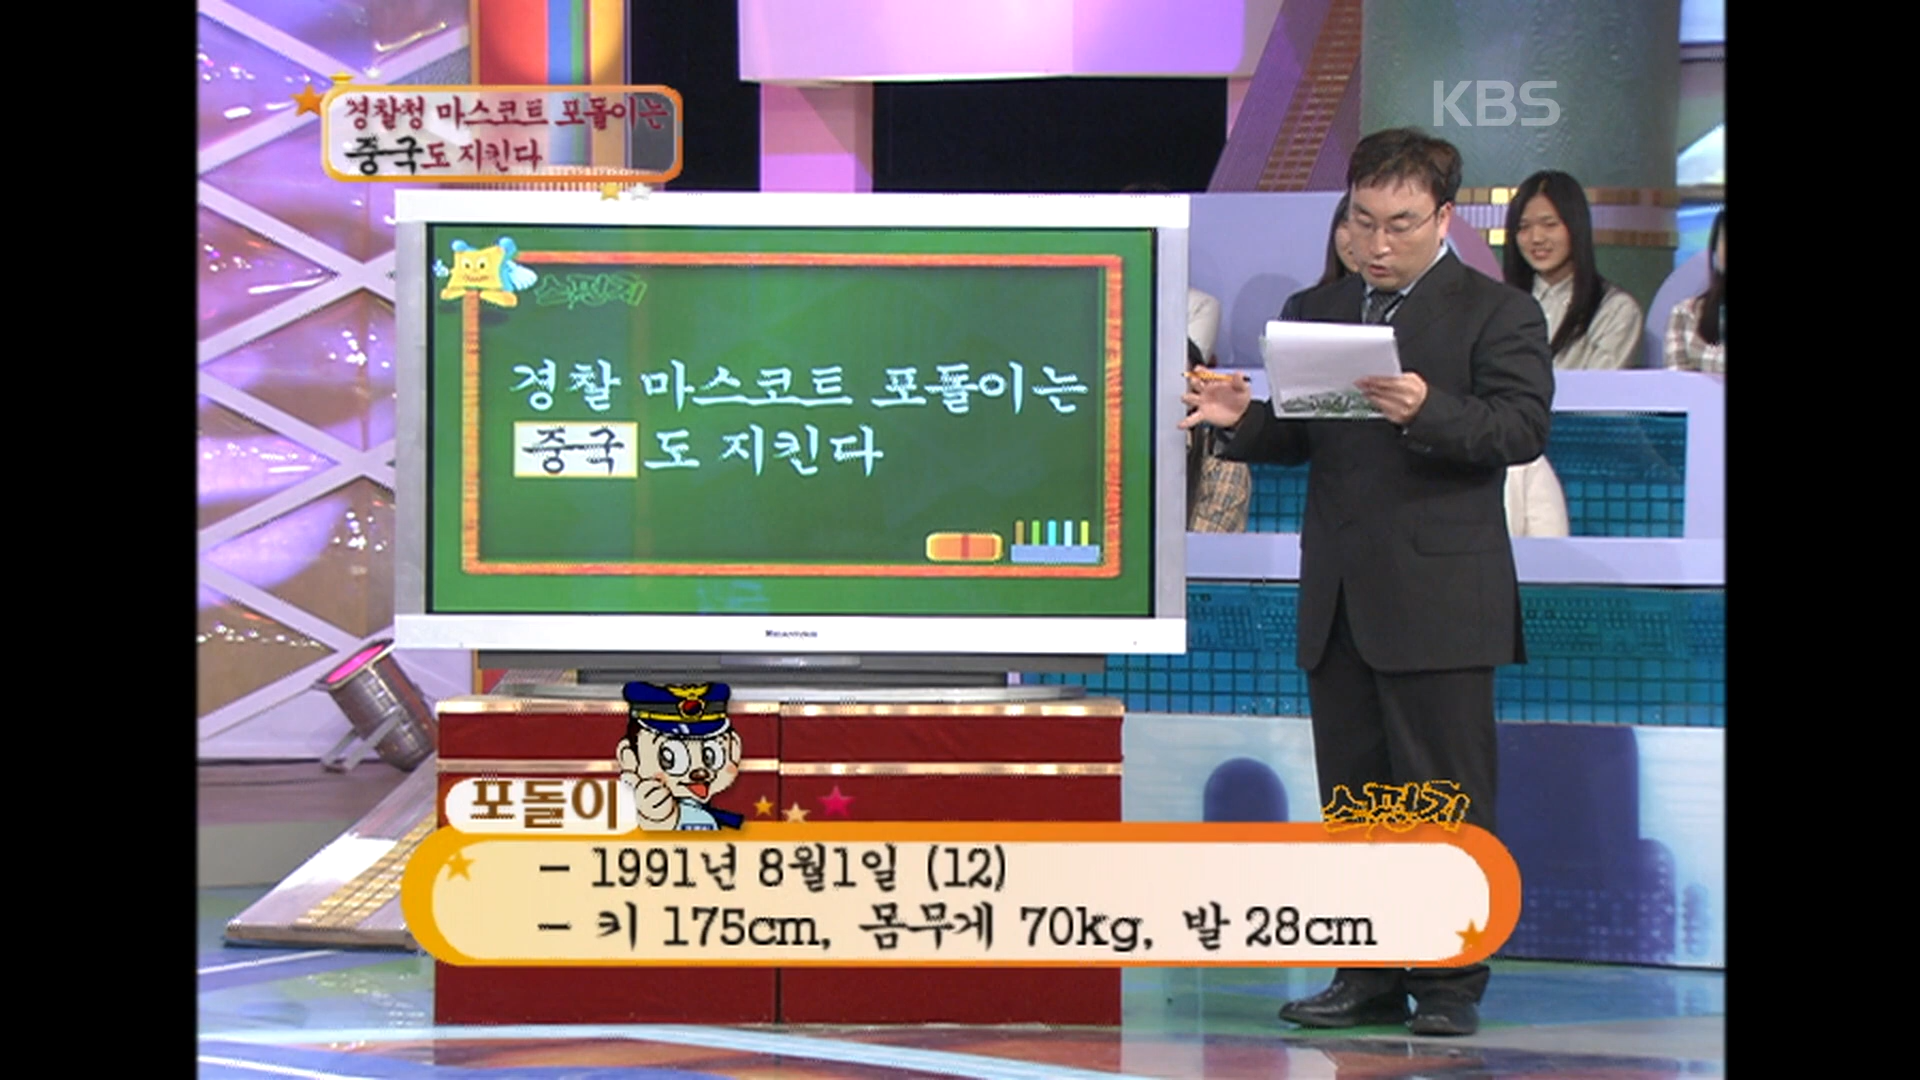 KBS
경찰청 마스코트 포돌이는
중국도 지킨다
스펀지
경찰 마스코트 포돌이는
중국도 지킨다
포돌이
스펀지
- 1991년 8월1일 (12)
- 키 175cm, 몸무게 70kg, 발 28cm